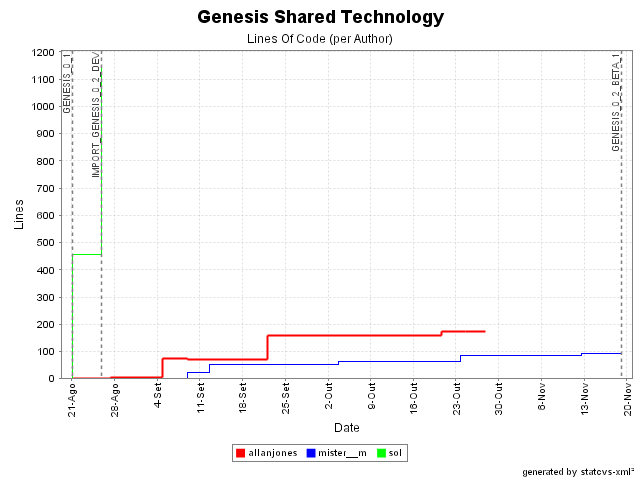 Genesis Shared Technology
Lines Of Code (per Author)
1200
1100
1000
900
800
700
600
500
400
300
200
100
0
Lines
GENESIS_0_1
IMPORT_GENESIS_0_2_DEV
GENESIS_0_2_BETA_1
21-Ago
28-Ago
4-Set
11-Set
18-Set
25-Set
2-Out
9-Out
16-Out
23-Out
30-Out
6-Nov
13-Nov
20-Nov
Date
allanjones mister__m sol
generated by statcvs-xml²